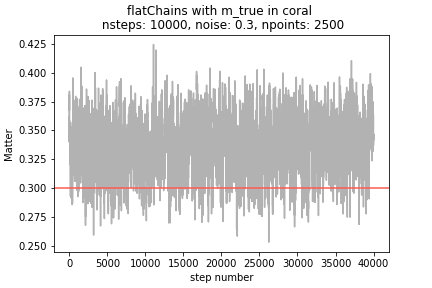 flatChains with m_true in coral
nsteps: 10000, noise: 0.3, npoints: 2500
0.425
0.400
0.375
0.350
0.325
0.300
0.275
0.250
Matter
0 5000 10000 15000 20000 25000 30000 35000 40000
step number